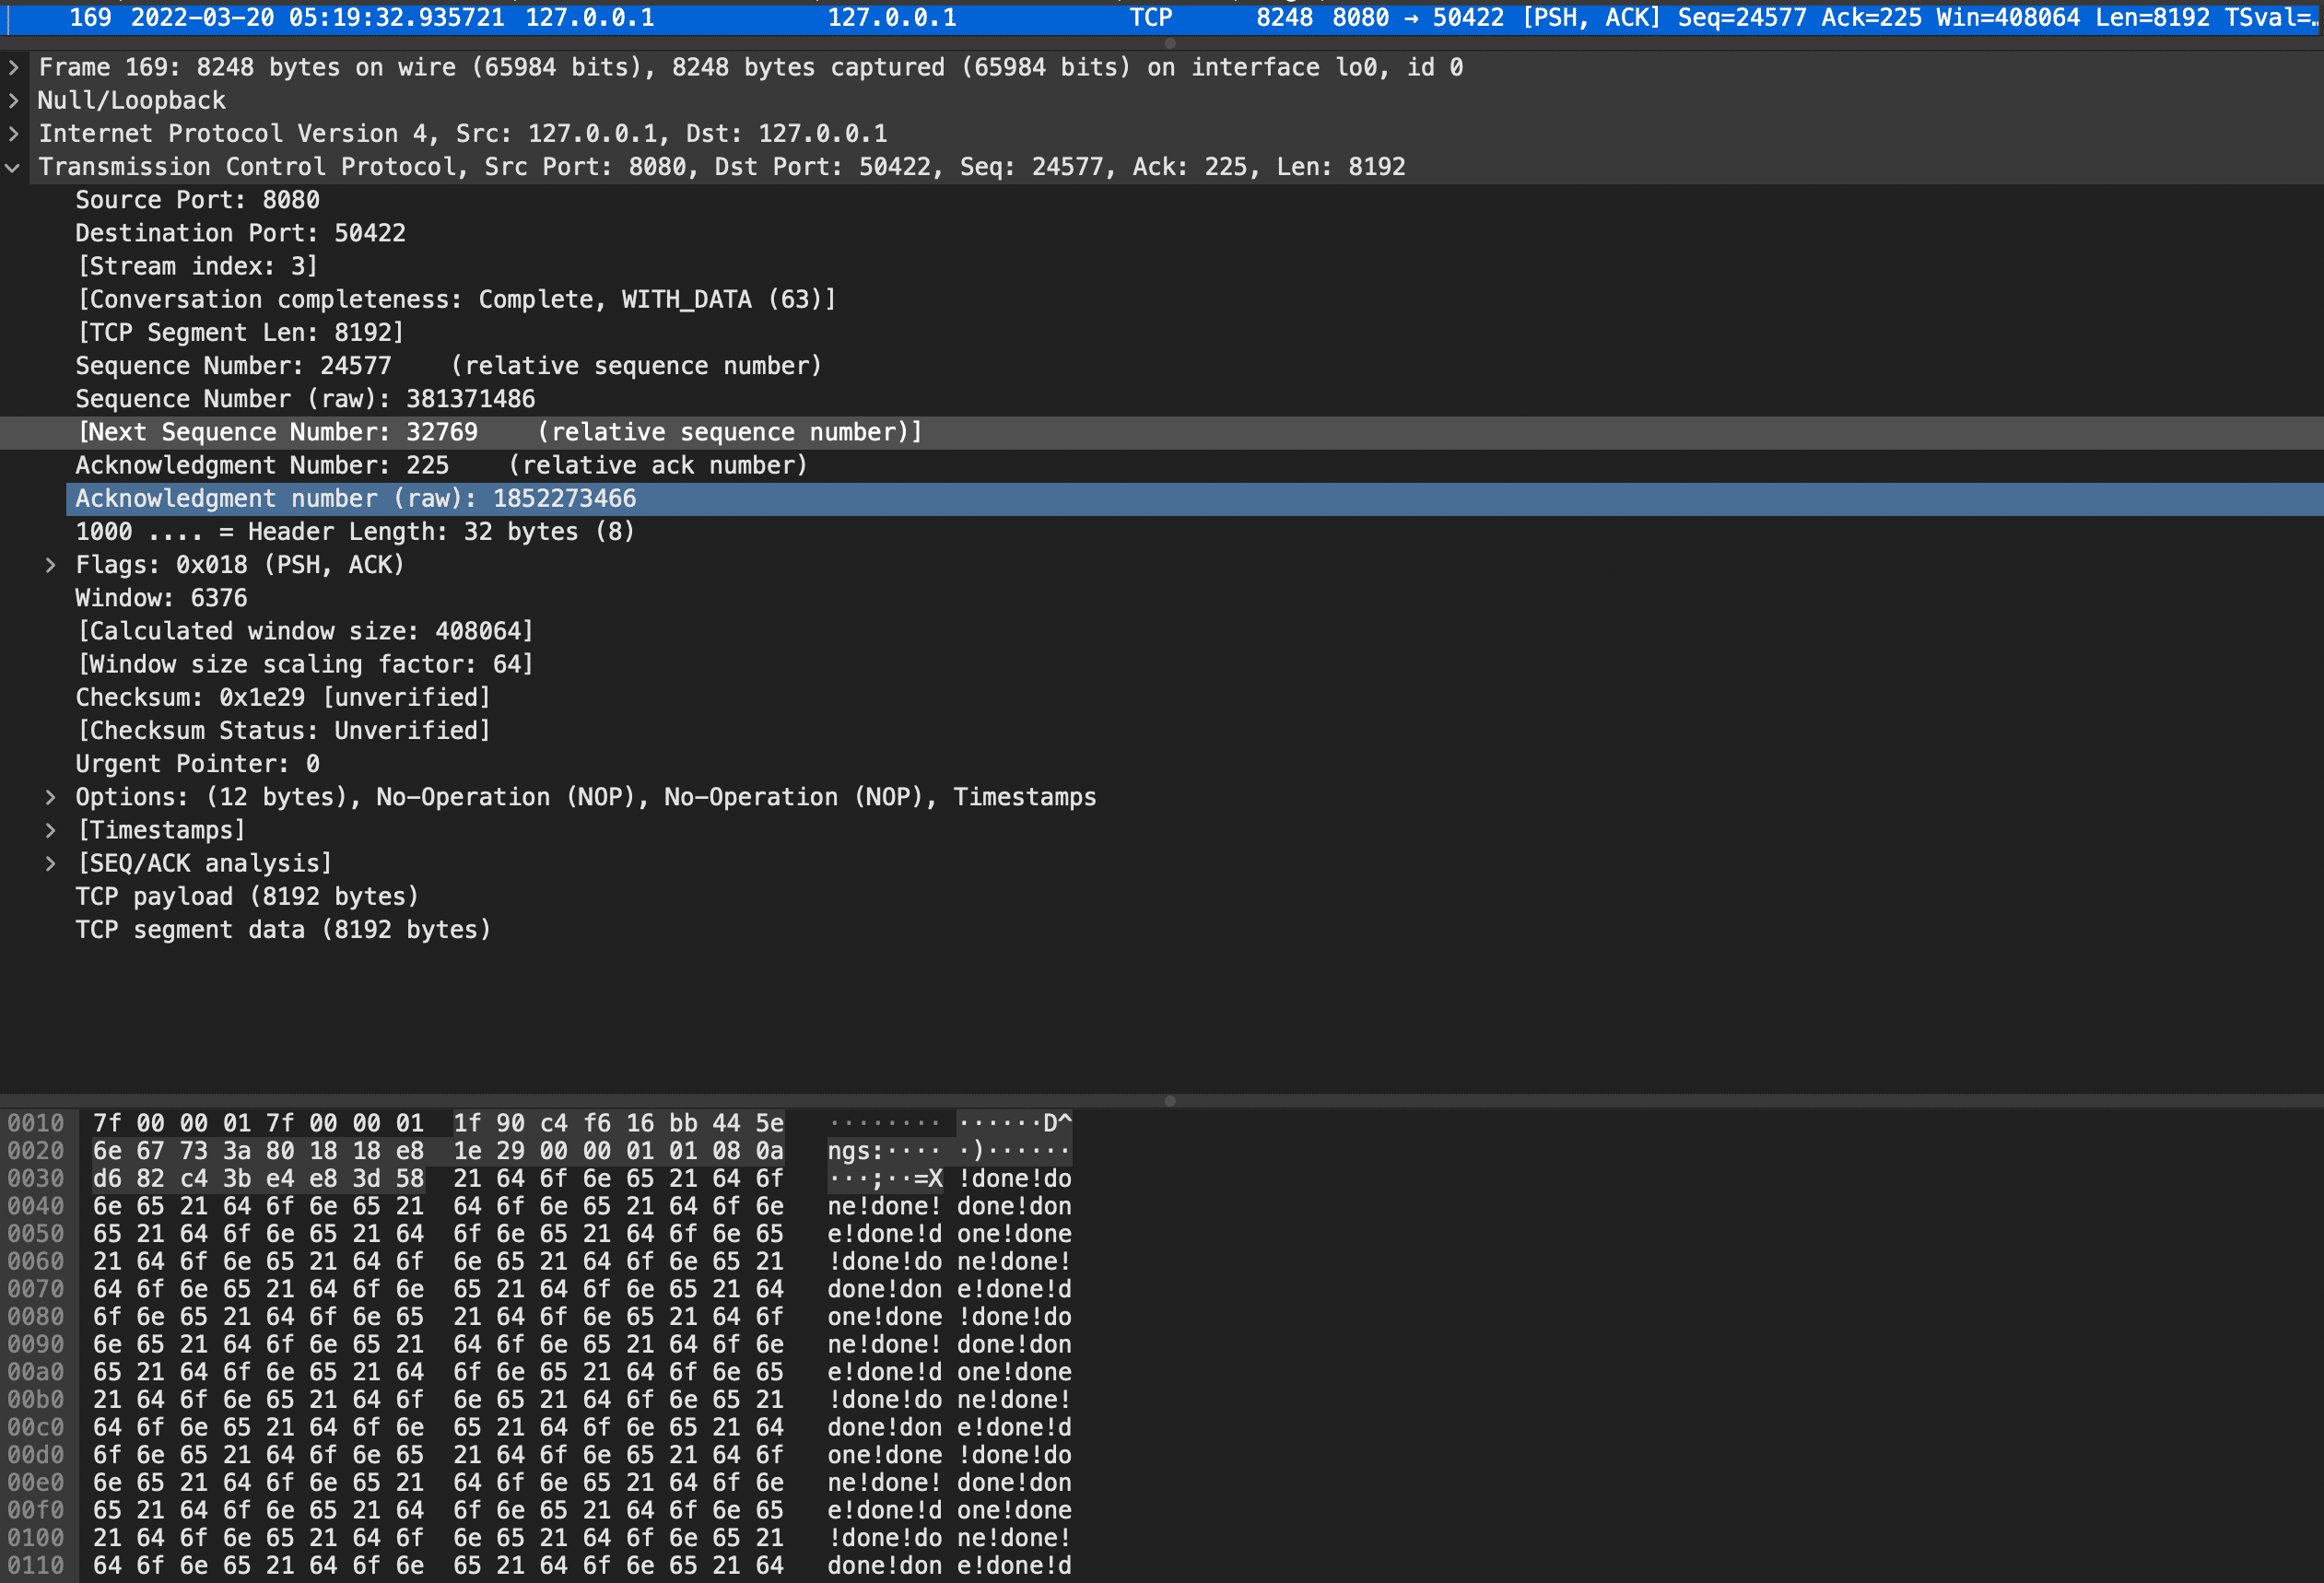 169 2022-03-20 05:19:32.935721 127.0.0.1 127.0.0.1 TCP 8248 8080 → 50422 [PSH, ACK] Seq=24577 Ack=225 Win=408064 Len=8192 TSval=…
Frame 169: 8248 bytes on wire (65984 bits), 8248 bytes captured (65984 bits) on interface lo0, id 0
Null/Loopback
Internet Protocol Version 4, Src: 127.0.0.1, Dst: 127.0.0.1
Transmission Control Protocol, Src Port: 8080, Dst Port: 50422, Seq: 24577, Ack: 225, Len: 8192
Source Port: 8080
Destination Port: 50422
[Stream index: 3]
[Conversation completeness: Complete, WITH_DATA (63)]
[TCP Segment Len: 8192]
Sequence Number: 24577 (relative sequence number)
Sequence Number (raw): 381371486
[Next Sequence Number: 32769 (relative sequence number)]
Acknowledgment Number: 225 (relative ack number)
Acknowledgment number (raw): 1852273466
1000 .... = Header Length: 32 bytes (8)
Flags: 0x018 (PSH, ACK)
Window: 6376
[Calculated window size: 408064]
[Window size scaling factor: 64]
Checksum: 0x1e29 [unverified]
[Checksum Status: Unverified]
Urgent Pointer: 0
Options: (12 bytes), No-Operation (NOP), No-Operation (NOP), Timestamps
[Timestamps]
[SEQ/ACK analysis]
TCP payload (8192 bytes)
TCP segment data (8192 bytes)
0010 7f 00 00 01 7f 00 00 01 1f 90 c4 f6 16 bb 44 5e ········ ······D^
0020 6e 67 73 3a 80 18 18 e8 1e 29 00 00 01 01 08 0a ngs:···· ·)······
0030 d6 82 c4 3b e4 e8 3d 58 21 64 6f 6e 65 21 64 6f ···;··=X !done!do
0040 6e 65 21 64 6f 6e 65 21 64 6f 6e 65 21 64 6f 6e ne!done! done!don
0050 65 21 64 6f 6e 65 21 64 6f 6e 65 21 64 6f 6e 65 e!done!d one!done
0060 21 64 6f 6e 65 21 64 6f 6e 65 21 64 6f 6e 65 21 !done!do ne!done!
0070 64 6f 6e 65 21 64 6f 6e 65 21 64 6f 6e 65 21 64 done!don e!done!d
0080 6f 6e 65 21 64 6f 6e 65 21 64 6f 6e 65 21 64 6f one!done !done!do
0090 6e 65 21 64 6f 6e 65 21 64 6f 6e 65 21 64 6f 6e ne!done! done!don
00a0 65 21 64 6f 6e 65 21 64 6f 6e 65 21 64 6f 6e 65 e!done!d one!done
00b0 21 64 6f 6e 65 21 64 6f 6e 65 21 64 6f 6e 65 21 !done!do ne!done!
00c0 64 6f 6e 65 21 64 6f 6e 65 21 64 6f 6e 65 21 64 done!don e!done!d
00d0 6f 6e 65 21 64 6f 6e 65 21 64 6f 6e 65 21 64 6f one!done !done!do
00e0 6e 65 21 64 6f 6e 65 21 64 6f 6e 65 21 64 6f 6e ne!done! done!don
00f0 65 21 64 6f 6e 65 21 64 6f 6e 65 21 64 6f 6e 65 e!done!d one!done
0100 21 64 6f 6e 65 21 64 6f 6e 65 21 64 6f 6e 65 21 !done!do ne!done!
0110 64 6f 6e 65 21 64 6f 6e 65 21 64 6f 6e 65 21 64 done!don e!done!d